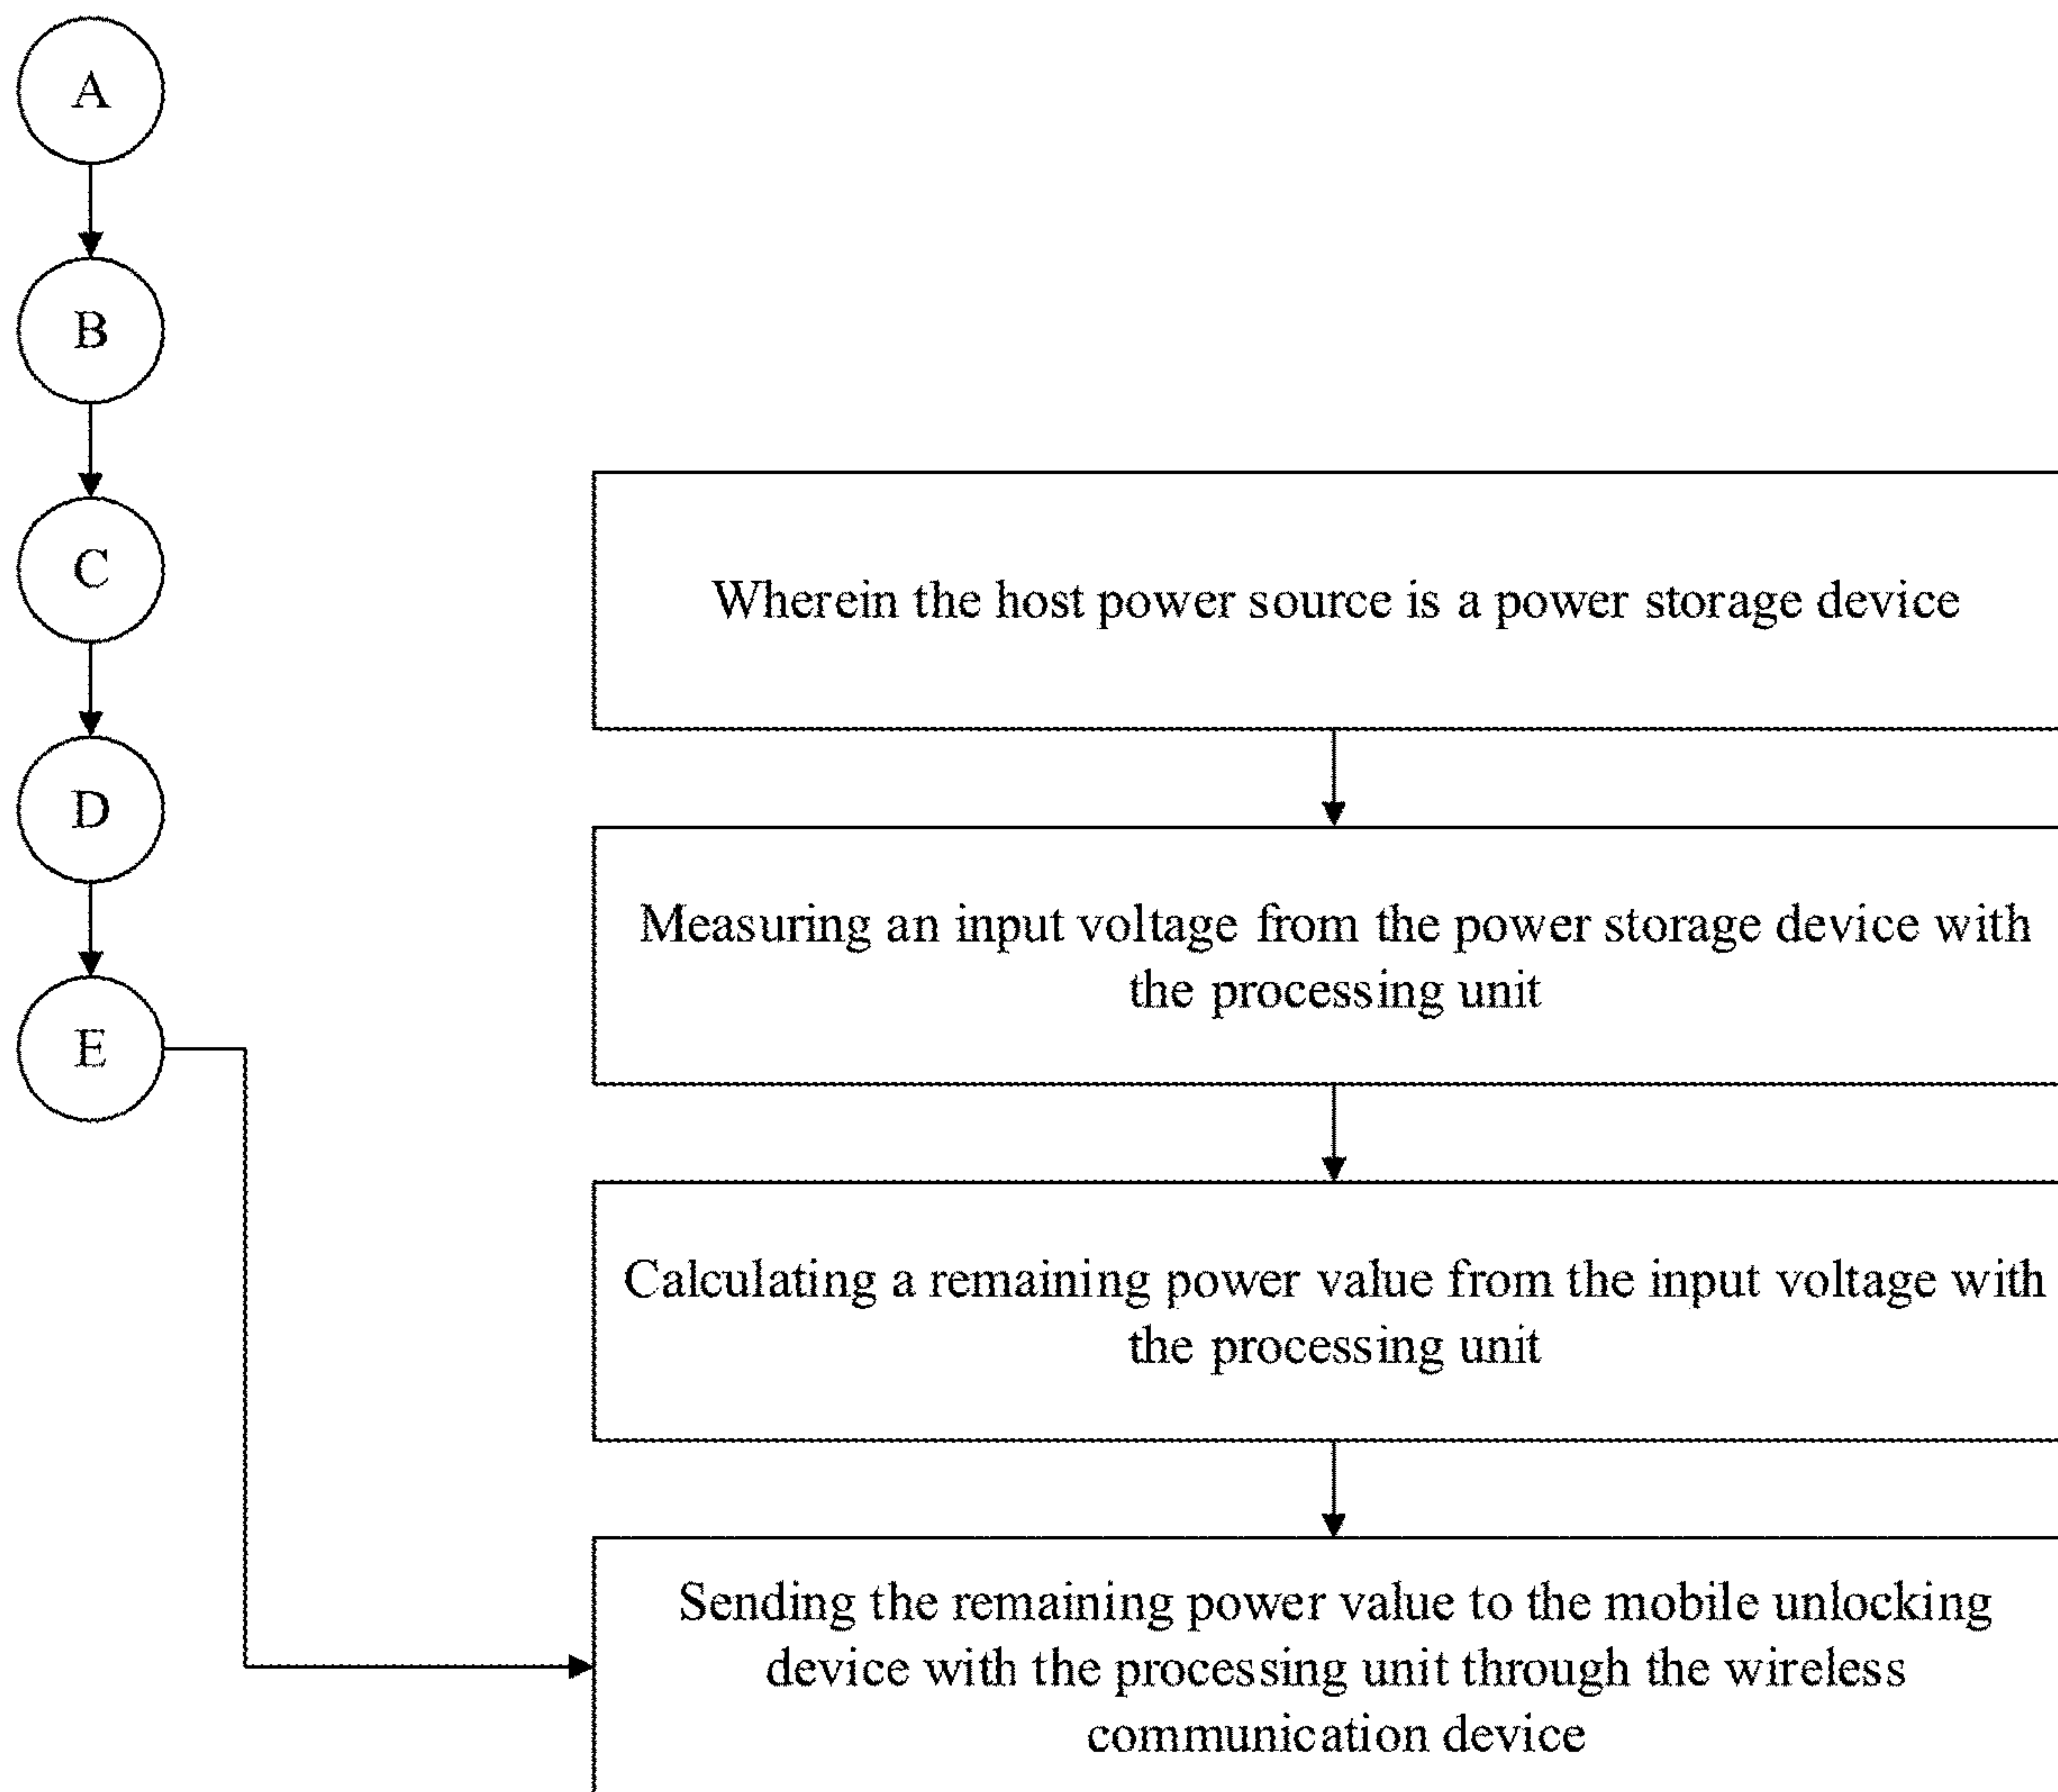 A
B
C
D
E
Wherein the host power source is a power storage device
Measuring an input voltage from the power storage device with
the processing unit
Calculating a remaining power value from the input voltage with
the processing unit
Sending the remaining power value to the mobile unlocking
device with the processing unit through the wireless
communication device